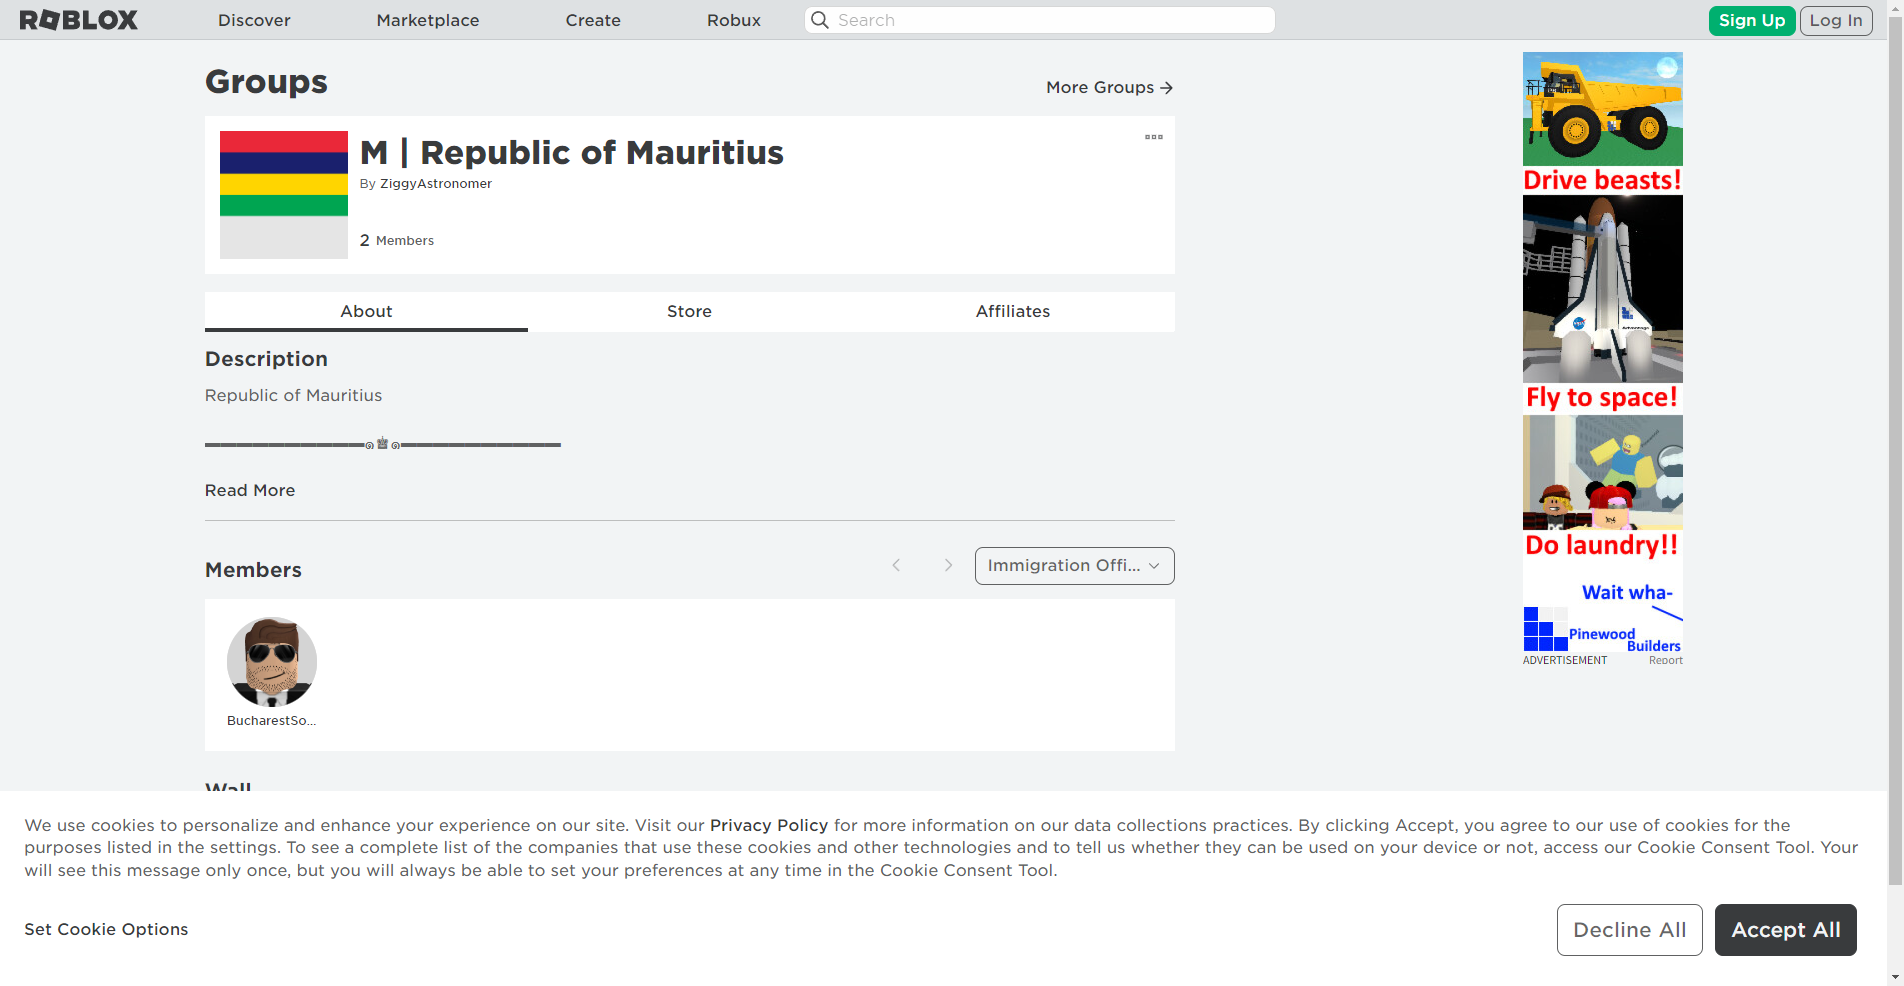 ROBLOX
Discover
Marketplace
Create
Robux
Search
Sign Up
Log In
Groups
More Groups
M | Republic of Mauritius
By ZiggyAstronomer
2 Members
About
Store
Affiliates
Description
Republic of Mauritius
Read More
Members
Immigration Offi...
BucharestSo...
Wall
Drive beasts!
Fly to space!
Do laundry!!
Wait wha-
Pinewood
Builders
ADVERTISEMENT
Report
We use cookies to personalize and enhance your experience on our site. Visit our Privacy Policy for more information on our data collections practices. By clicking Accept, you agree to our use of cookies for the
purposes listed in the settings. To see a complete list of the companies that use these cookies and other technologies and to tell us whether they can be used on your device or not, access our Cookie Consent Tool. Your
will see this message only once, but you will always be able to set your preferences at any time in the Cookie Consent Tool.
Set Cookie Options
Decline All
Accept All